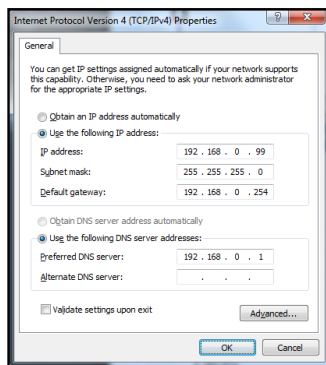 Internet Protocol Version 4 (TCP/IPv4) Properties
General
You can get IP settings assigned automatically if your network supports
this capability. Otherwise, you need to ask your network administrator
for the appropriate IP settings.
Obtain an IP address automatically
Use the following IP address:
IP address: 192 . 168 . 0 . 99
Subnet mask: 255 . 255 . 255 . 0
Default gateway: 192 . 168 . 0 . 254
Obtain DNS server address automatically
Use the following DNS server addresses:
Preferred DNS server: 192 . 168 . 0 . 1
Alternate DNS server: . . .
Validate settings upon exit
Advanced...
OK Cancel